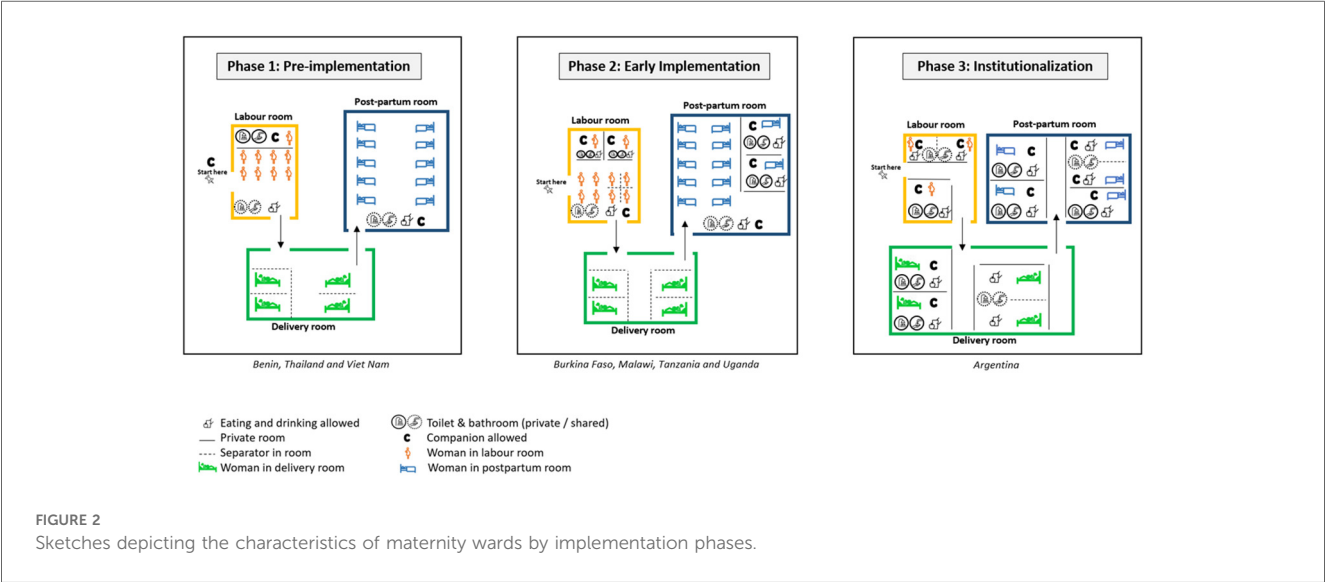 Phase 1: Pre-implementation
Labour room
Post-partum room
C
C
Start here
C
Delivery room
Benin, Thailand and Viet Nam
Phase 2: Early Implementation
Labour room
Post-partum room
C C
C
Start here
C
C
C
Delivery room
Burkina Faso, Malawi, Tanzania and Uganda
Phase 3: Institutionalization
Labour room
Post-partum room
C C
Start here
C
C C
C C
C
C
C
Delivery room
Argentina
Eating and drinking allowed
Private room
Separator in room
Woman in delivery room
Toilet & bathroom (private / shared)
C Companion allowed
Woman in labour room
Woman in postpartum room
FIGURE 2
Sketches depicting the characteristics of maternity wards by implementation phases.